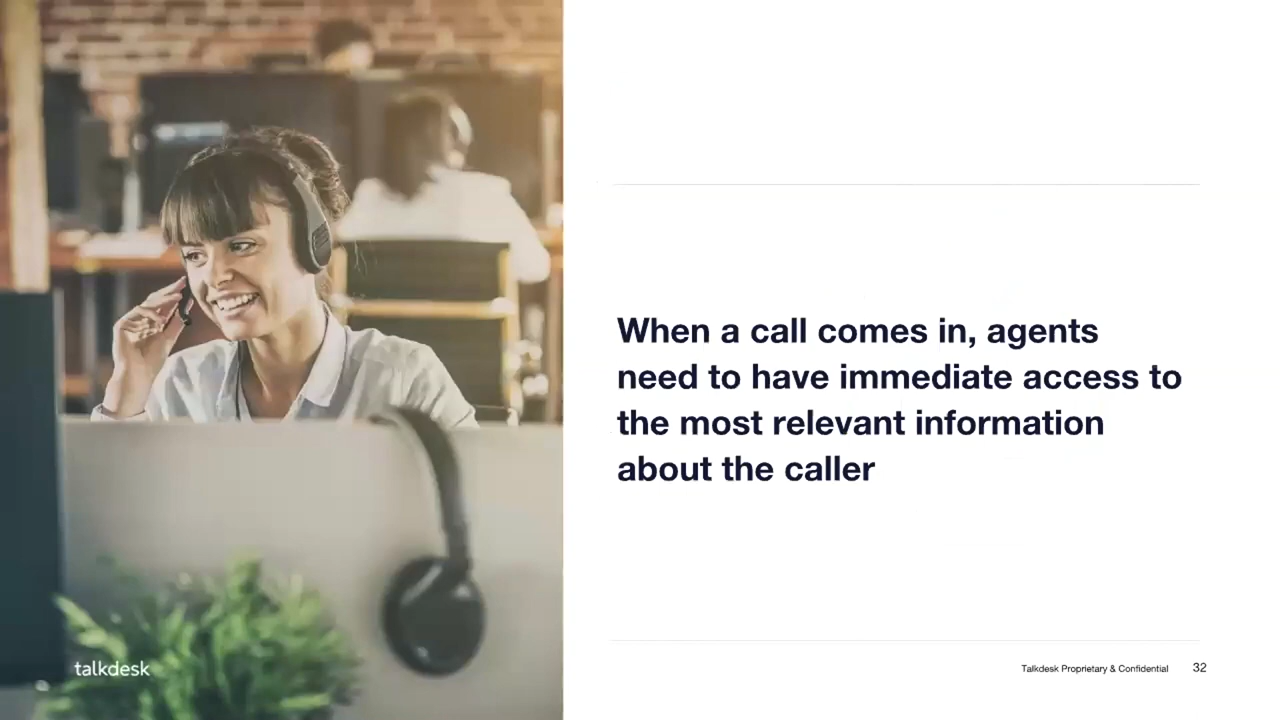 When a call comes in, agents
need to have immediate access to
the most relevant information
about the caller
talkdesk
Talkdesk Proprietary & Confidential
32